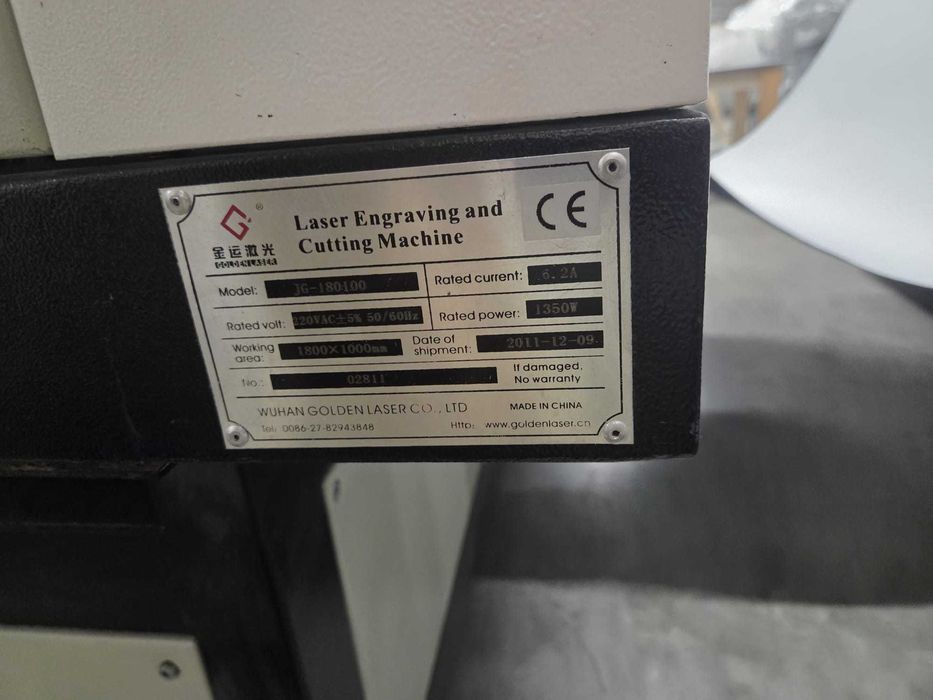 ®
Laser Engraving and
Cutting Machine
CE
金运激光
GOLDENLASER
Model: JG-180100
Rated current: 6.2A
Rated volt: 220VAC±5% 50/60Hz
Rated power: 1350W
Working area: 1800×1000mm
Date of shipment: 2011-12-09
No.: 02811
If damaged.
No warranty
WUHAN GOLDEN LASER CO., LTD
MADE IN CHINA
Tel: 0086-27-82943848
Http: www.goldenlaser.cn